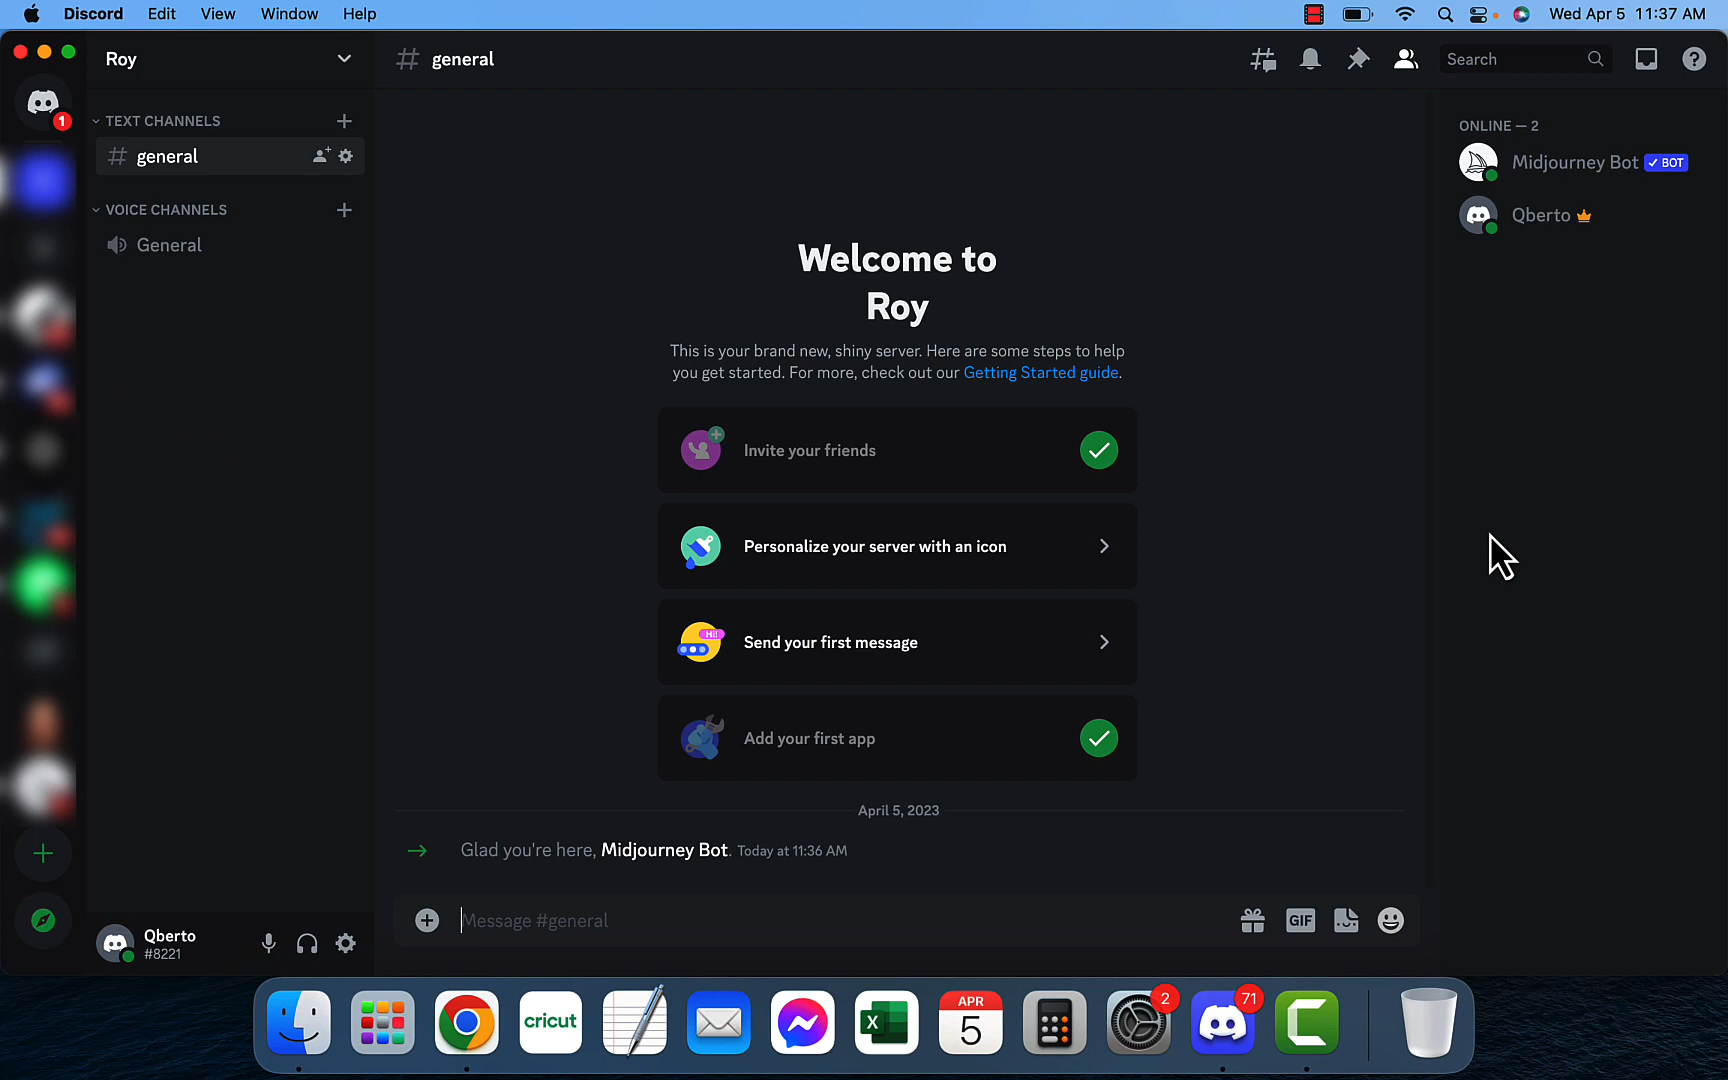 Discord Edit View Window Help
Wed Apr 5 11:37 AM
Roy
general
Search
1
TEXT CHANNELS
general
VOICE CHANNELS
General
ONLINE — 2
Midjourney Bot BOT
Qberto
Welcome to
Roy
This is your brand new, shiny server. Here are some steps to help
you get started. For more, check out our Getting Started guide.
Invite your friends
Personalize your server with an icon
Hi!
Send your first message
Add your first app
April 5, 2023
Glad you're here, Midjourney Bot. Today at 11:36 AM
Message #general
GIF
Qberto
#8221
cricut
X
APR
5
2
71